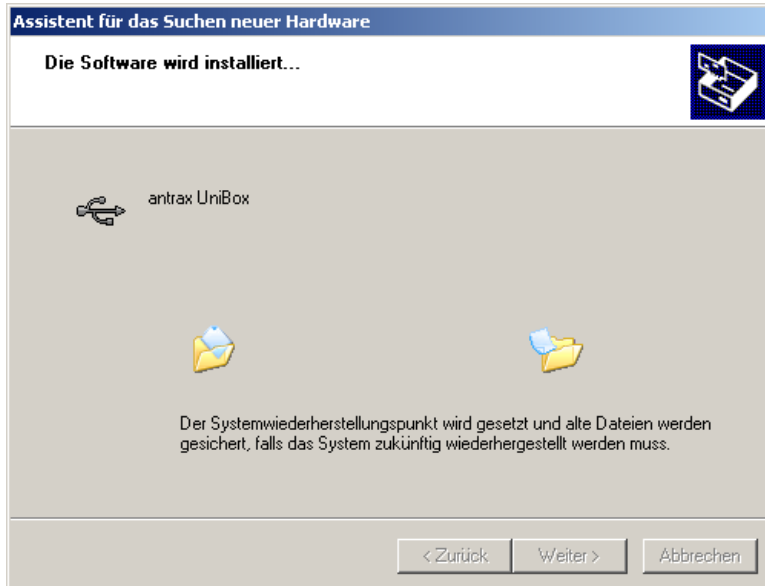 Assistent für das Suchen neuer Hardware
Die Software wird installiert...
antrax UniBox
Der Systemwiederherstellungspunkt wird gesetzt und alte Dateien werden
gesichert, falls das System zukünftig wiederhergestellt werden muss.
< Zurück Weiter > Abbrechen